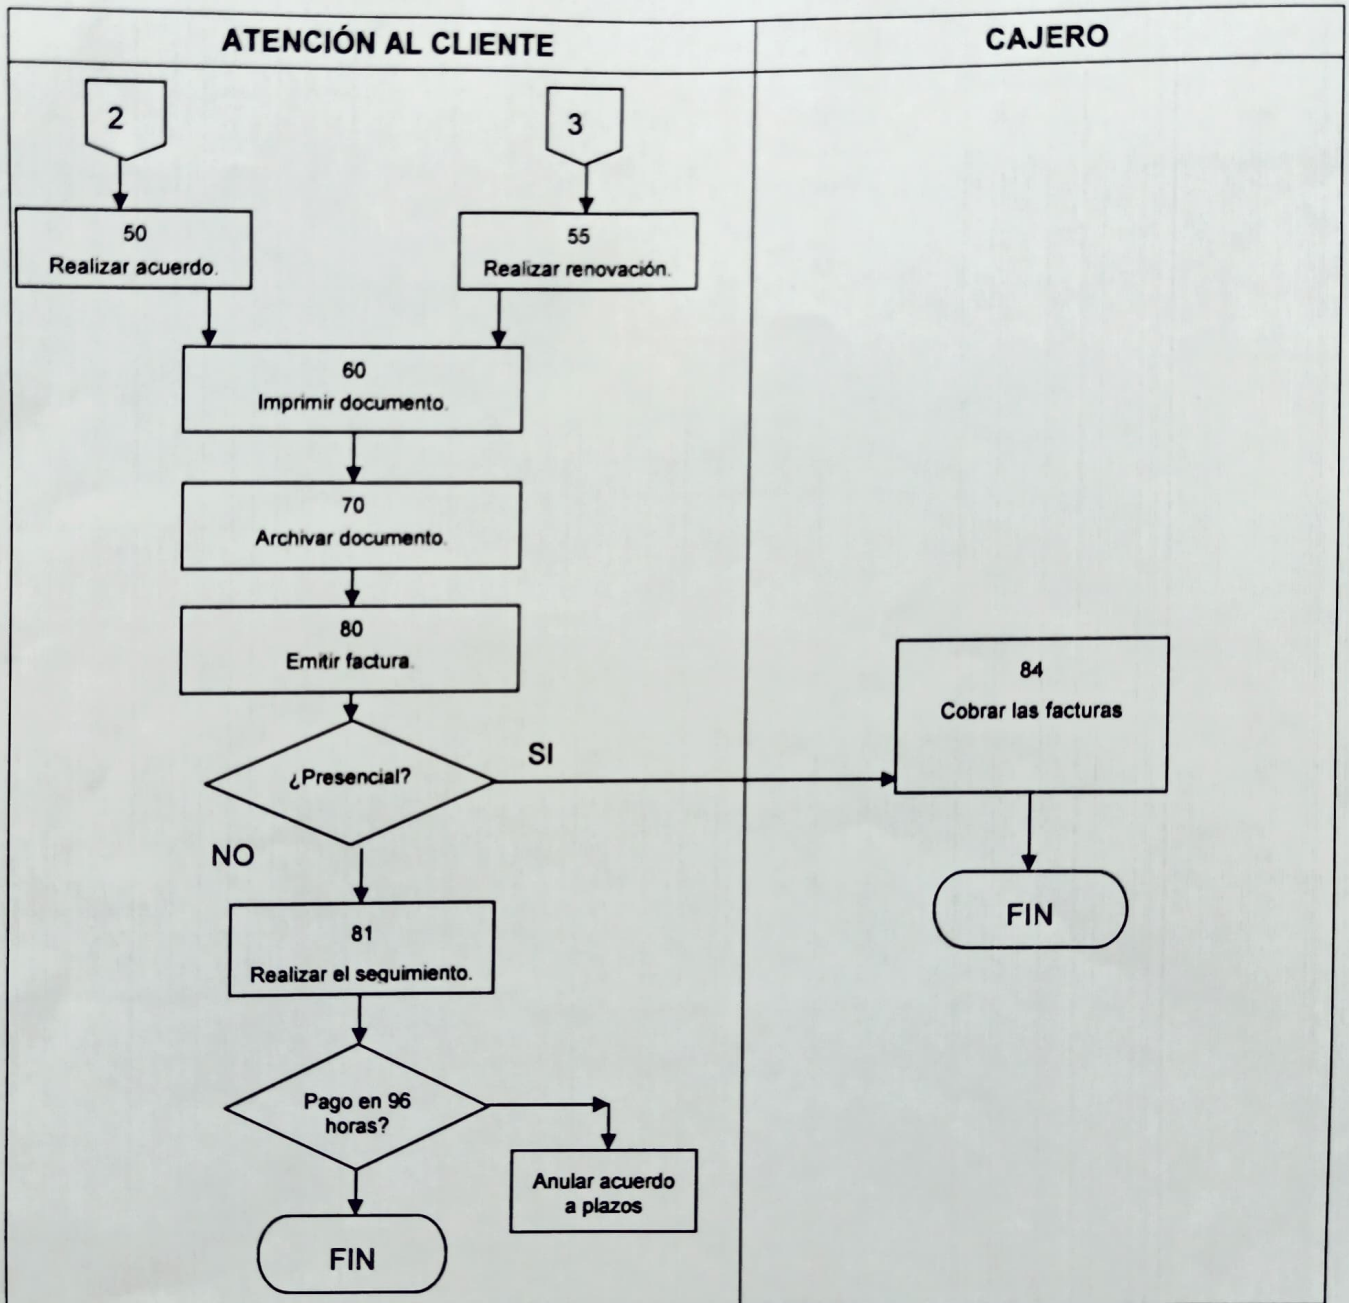 ATENCIÓN AL CLIENTE
CAJERO
2
3
50
Realizar acuerdo.
55
Realizar renovación.
60
Imprimir documento.
70
Archivar documento.
80
Emitir factura.
84
Cobrar las facturas
¿Presencial?
SI
NO
FIN
81
Realizar el seguimiento.
Pago en 96
horas?
Anular acuerdo
a plazos
FIN